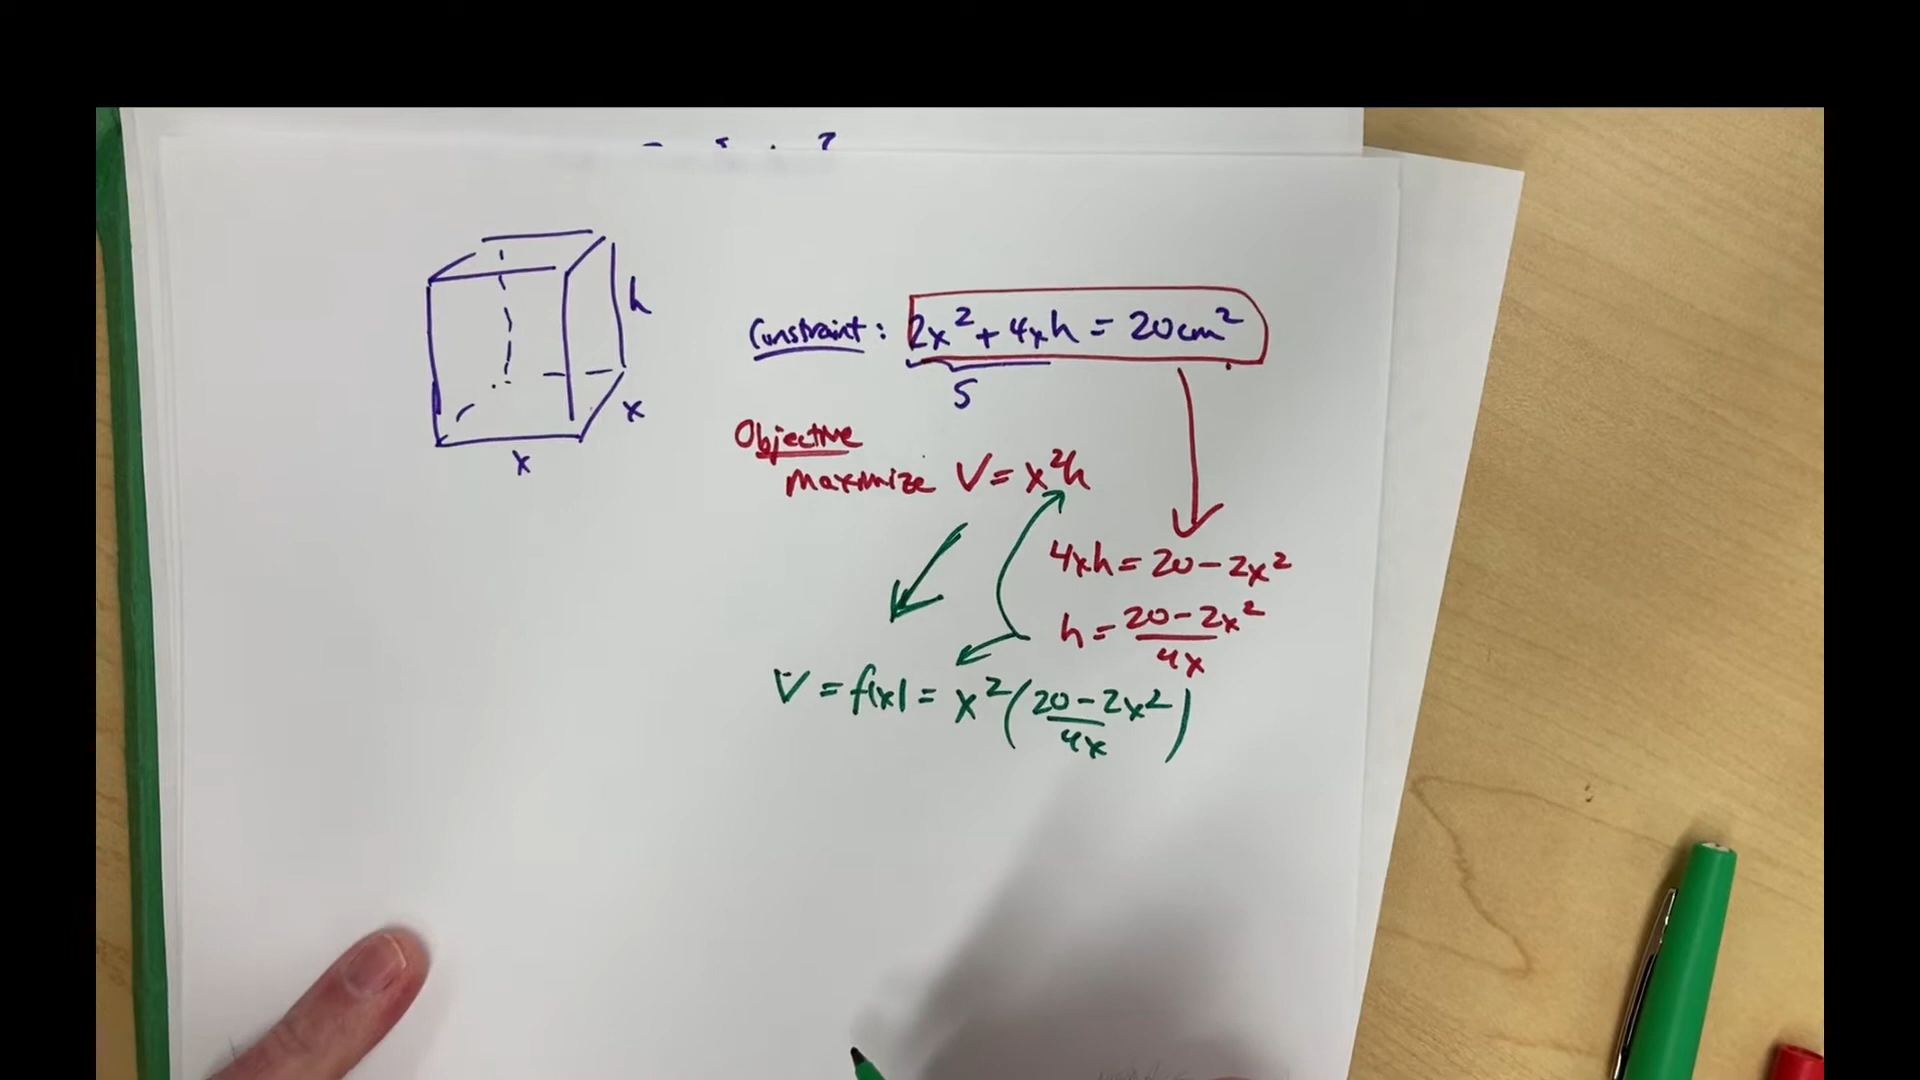 h
x
x
Constraint: 2x² + 4xh = 20cm²
S
Objective
maximize V = x²h
4xh = 20 - 2x²
h = (20 - 2x²)/4x
V = f(x) = x²((20 - 2x²)/4x)